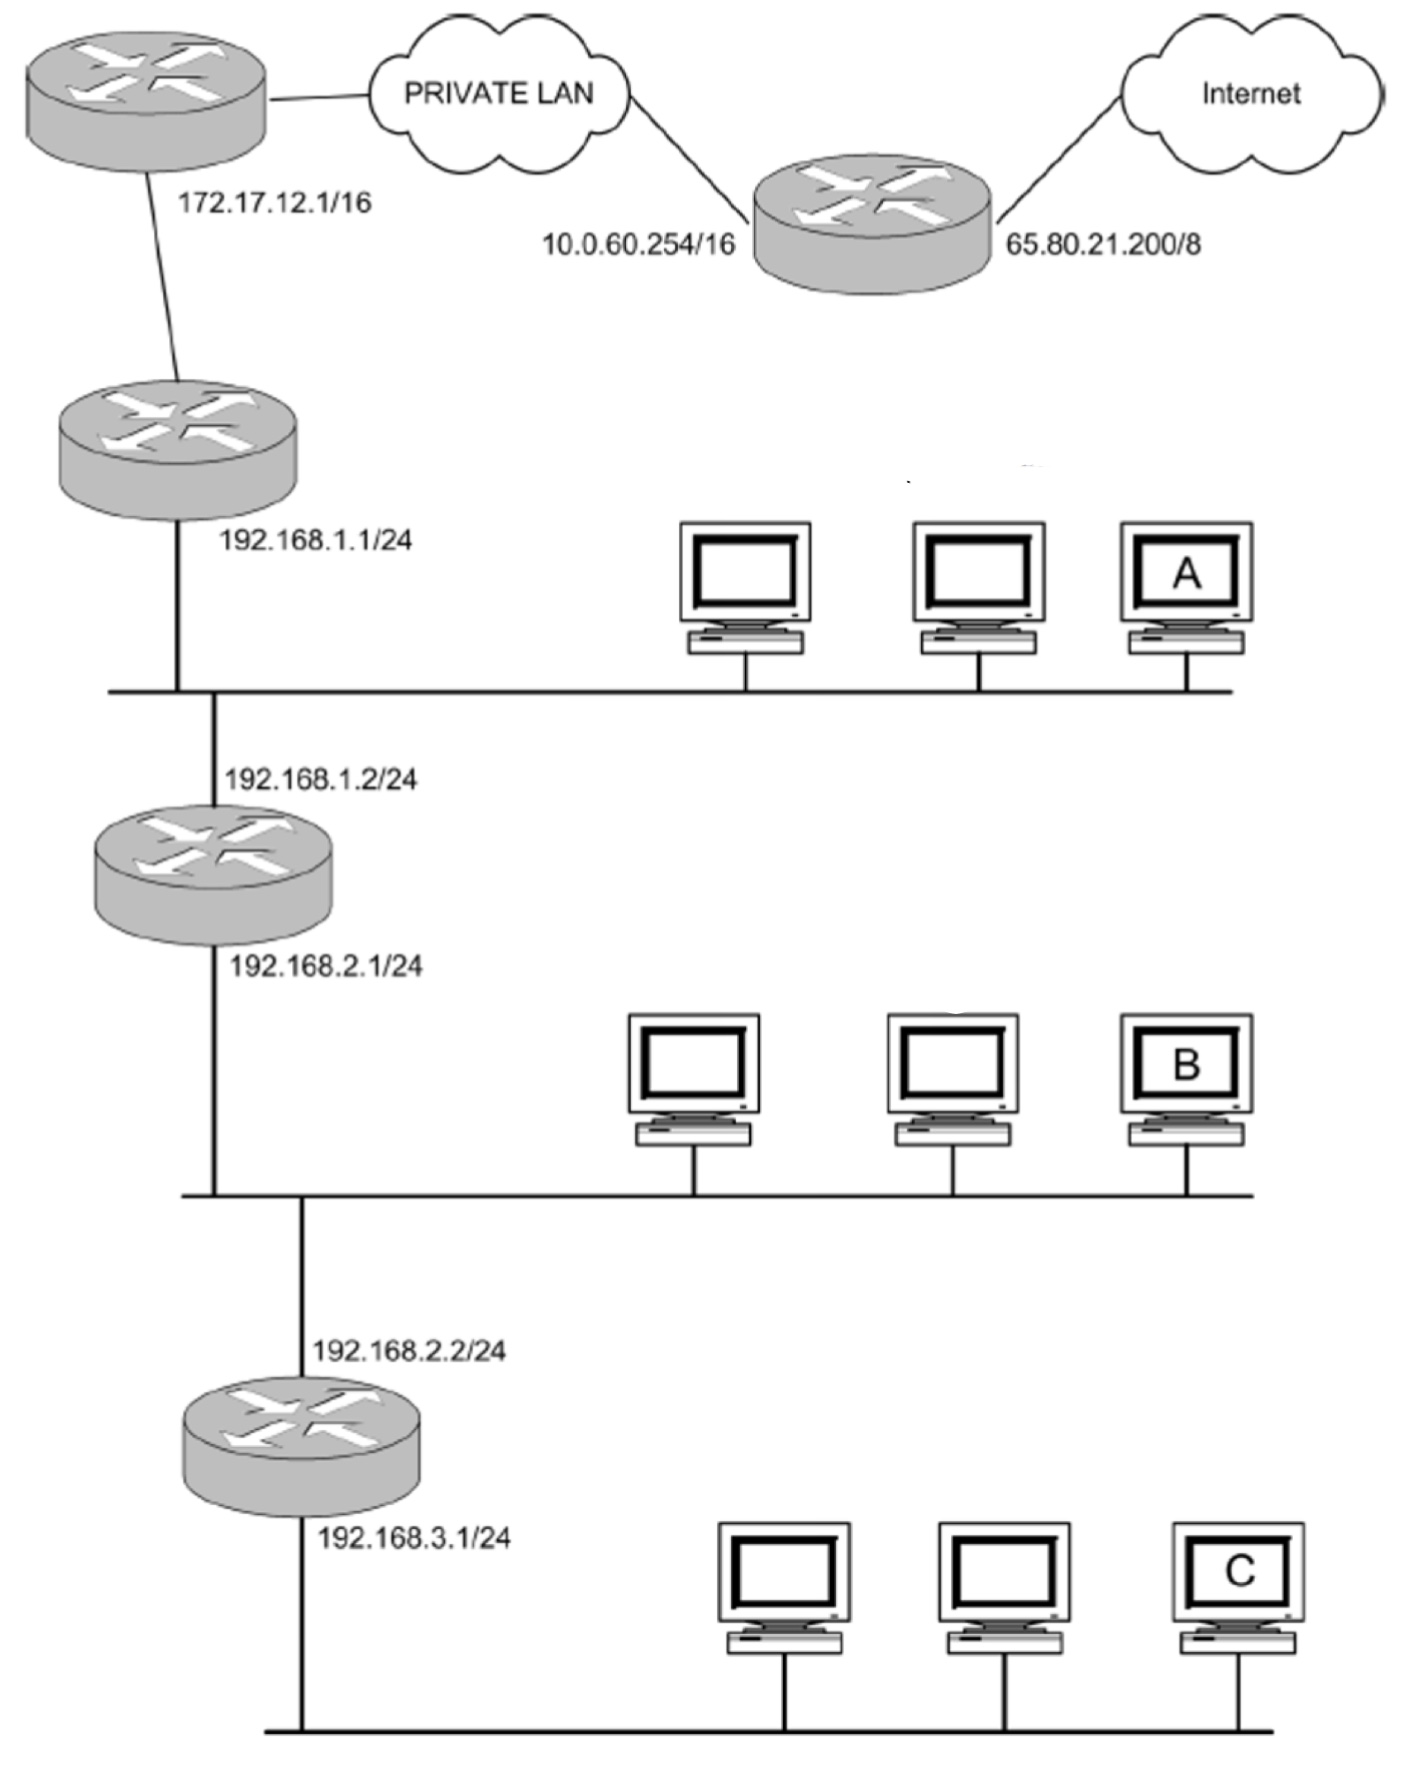 PRIVATE LAN
Internet
172.17.12.1/16
10.0.60.254/16
65.80.21.200/8
192.168.1.1/24
A
192.168.1.2/24
192.168.2.1/24
B
192.168.2.2/24
192.168.3.1/24
C